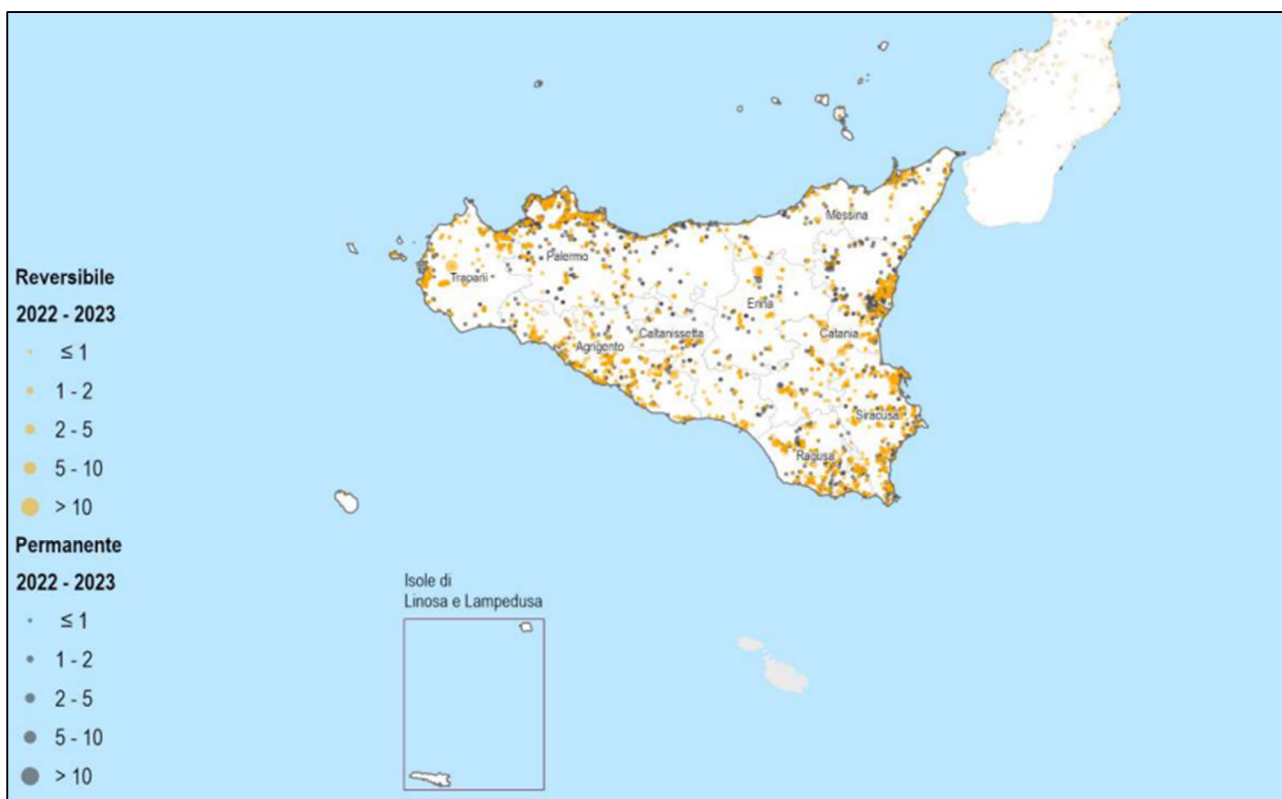 Messina
Palermo
Trapani
Enna
Caltanissetta
Catania
Agrigento
Siracusa
Ragusa
Reversibile
2022 - 2023
≤ 1
1 - 2
2 - 5
5 - 10
> 10
Permanente
2022 - 2023
≤ 1
1 - 2
2 - 5
5 - 10
> 10
Isole di
Linosa e Lampedusa